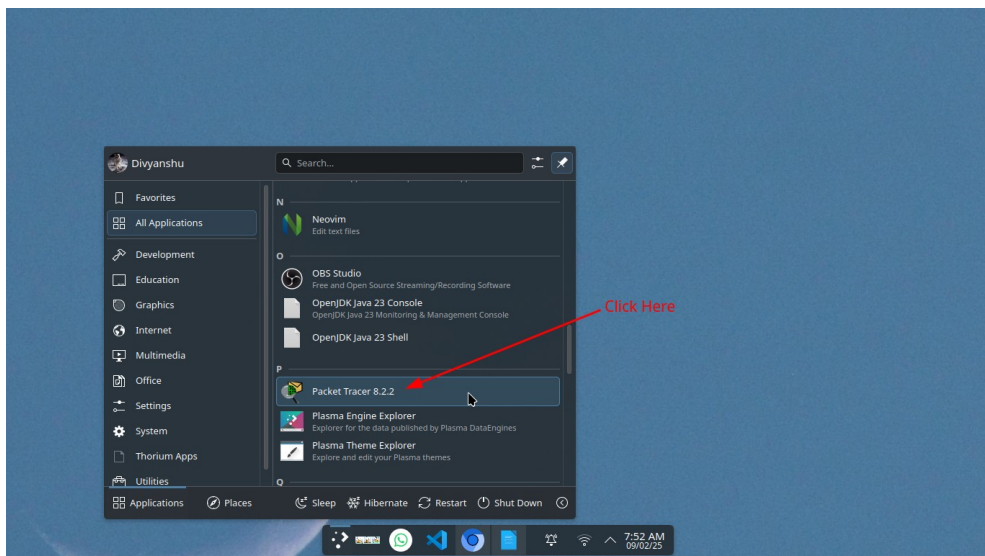 Divyanshu
Search...
Favorites
All Applications
Development
Education
Graphics
Internet
Multimedia
Office
Settings
System
Thorium Apps
Utilities
N
Neovim
Edit text files
O
OBS Studio
Free and Open Source Streaming/Recording Software
OpenJDK Java 23 Console
OpenJDK Java 23 Monitoring & Management Console
OpenJDK Java 23 Shell
P
Packet Tracer 8.2.2
Plasma Engine Explorer
Explorer for the data published by Plasma DataEngines
Plasma Theme Explorer
Explore and edit your Plasma themes
Q
Click Here
Applications
Places
Sleep
Hibernate
Restart
Shut Down
7:52 AM
09/02/25